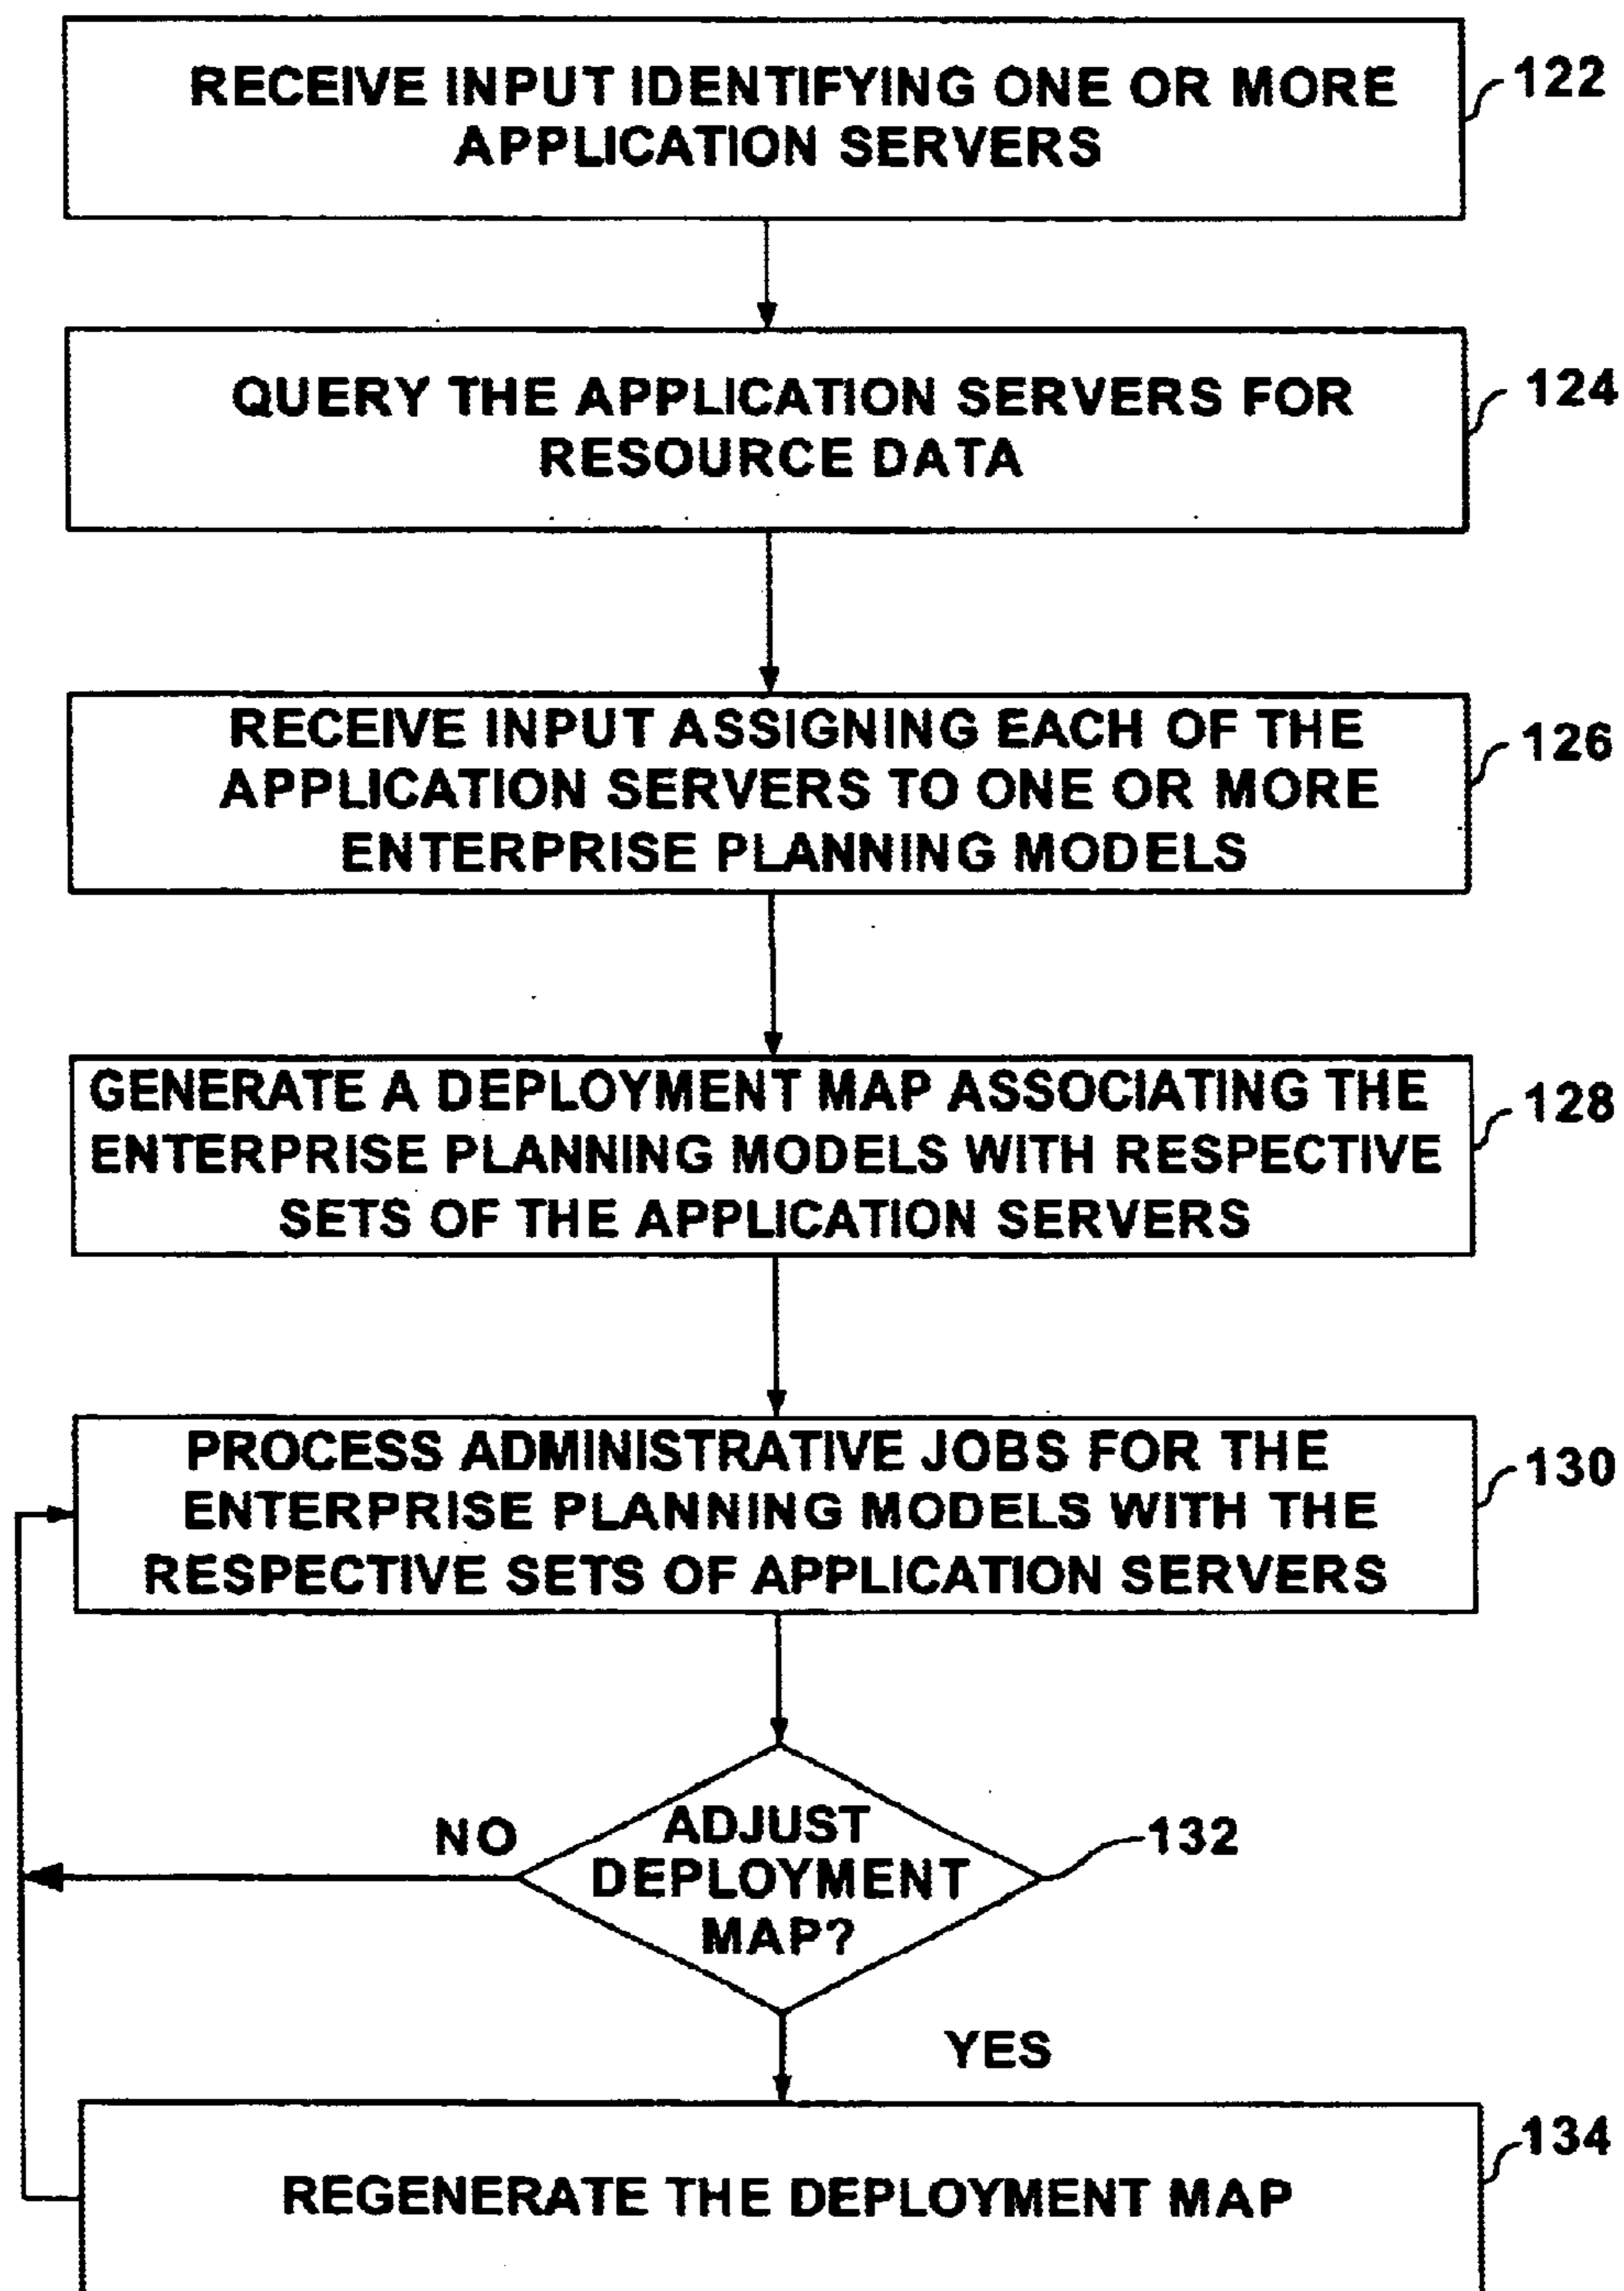 RECEIVE INPUT IDENTIFYING ONE OR MORE
APPLICATION SERVERS
122
QUERY THE APPLICATION SERVERS FOR
RESOURCE DATA
124
RECEIVE INPUT ASSIGNING EACH OF THE
APPLICATION SERVERS TO ONE OR MORE
ENTERPRISE PLANNING MODELS
126
GENERATE A DEPLOYMENT MAP ASSOCIATING THE
ENTERPRISE PLANNING MODELS WITH RESPECTIVE
SETS OF THE APPLICATION SERVERS
128
PROCESS ADMINISTRATIVE JOBS FOR THE
ENTERPRISE PLANNING MODELS WITH THE
RESPECTIVE SETS OF APPLICATION SERVERS
130
NO
ADJUST
DEPLOYMENT
MAP?
132
YES
REGENERATE THE DEPLOYMENT MAP
134